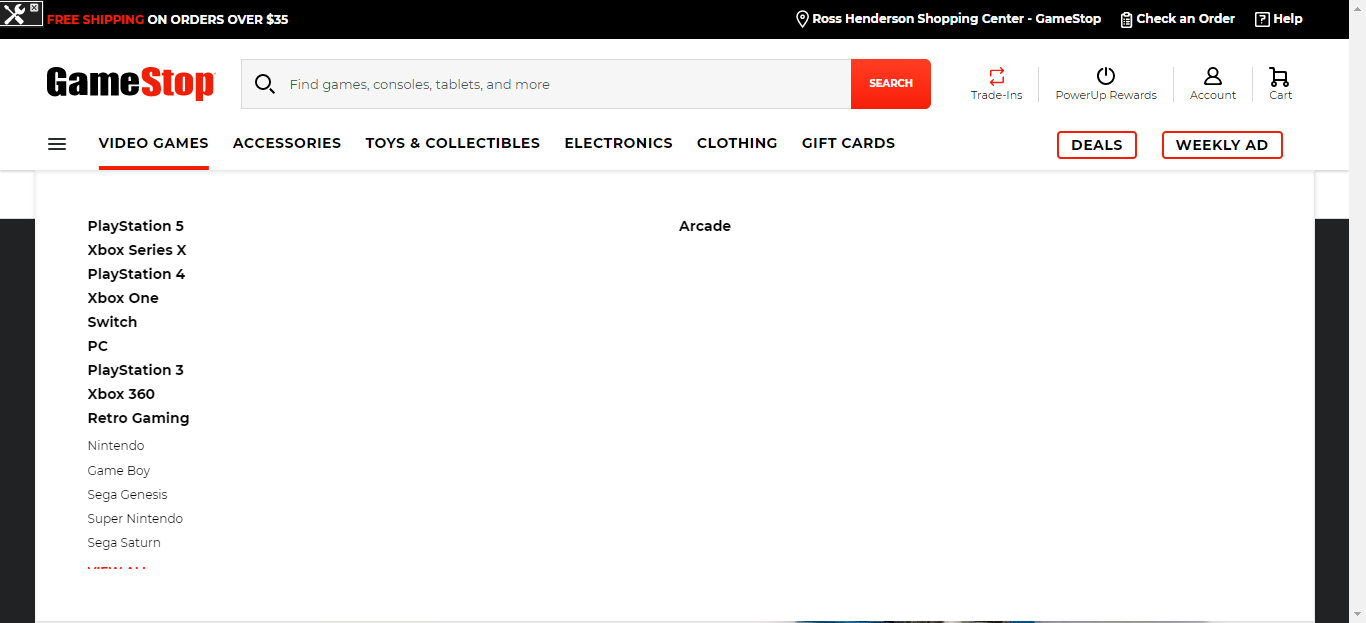 FREE SHIPPING ON ORDERS OVER $35
Ross Henderson Shopping Center - GameStop
Check an Order
Help
GameStop
Find games, consoles, tablets, and more
SEARCH
Trade-Ins
PowerUp Rewards
Account
Cart
VIDEO GAMES
ACCESSORIES
TOYS & COLLECTIBLES
ELECTRONICS
CLOTHING
GIFT CARDS
DEALS
WEEKLY AD
PlayStation 5
Xbox Series X
PlayStation 4
Xbox One
Switch
PC
PlayStation 3
Xbox 360
Retro Gaming
Nintendo
Game Boy
Sega Genesis
Super Nintendo
Sega Saturn
VIEW ALL
Arcade